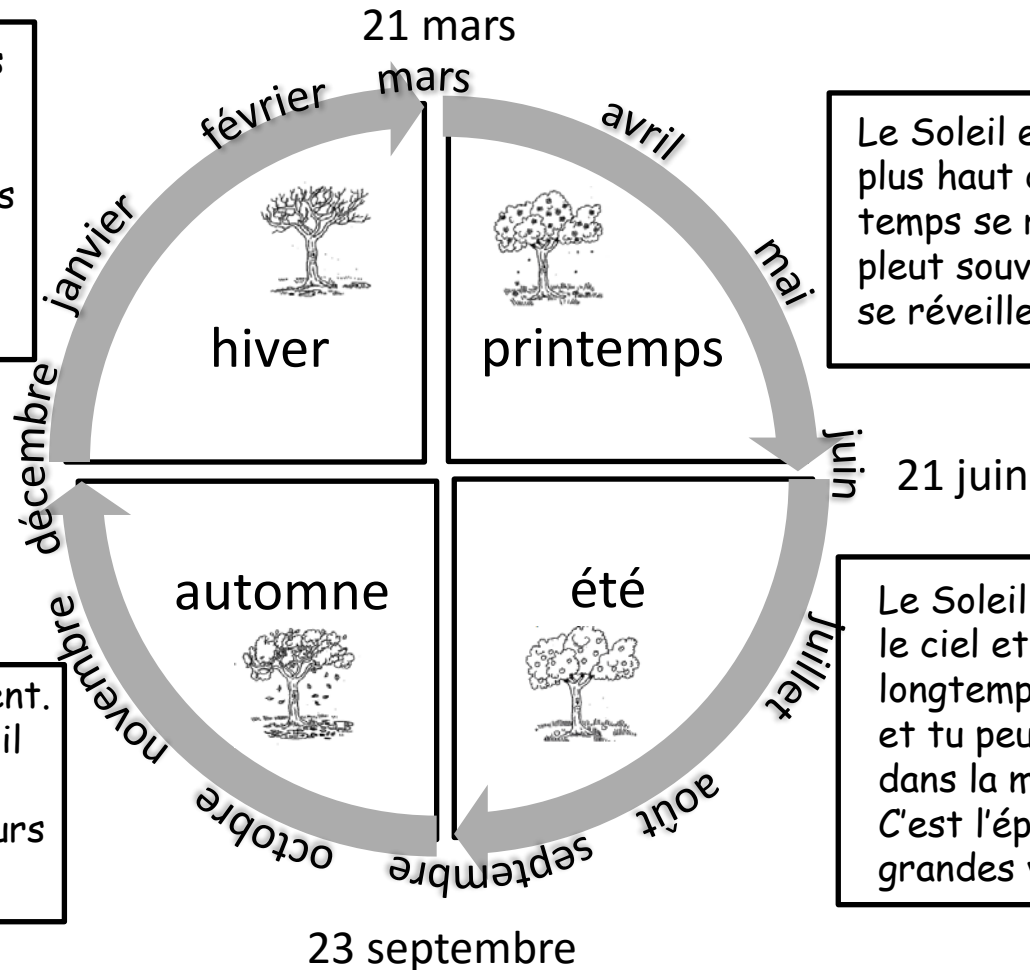 21 mars
mars
février
avril
janvier
mai
s
s
Le Soleil e
plus haut
temps se
pleut souv
se réveille
hiver
printemps
décembre
juin
21 juin
automne
été
novembre
juillet
ent.
il
urs
Le Soleil
le ciel et
longtemp
et tu peu
dans la m
C'est l'ép
grandes v
octobre
août
septembre
23 septembre